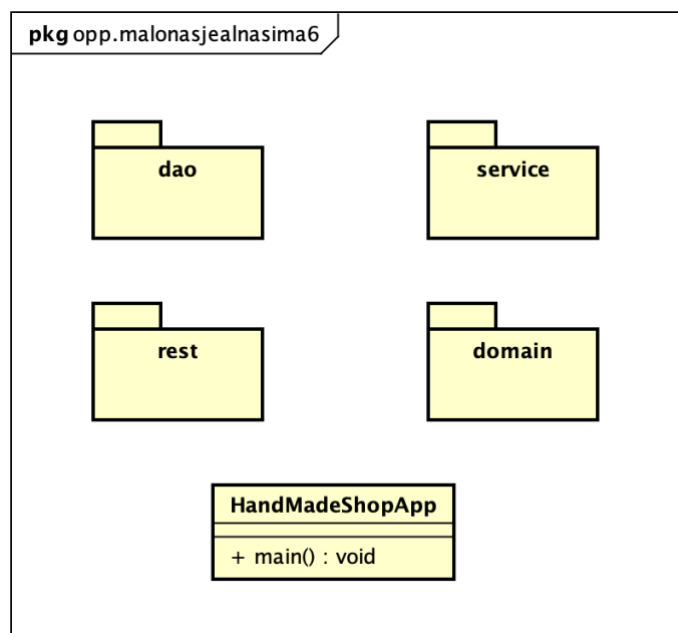 pkg opp.malonasjealnasima6
dao
service
rest
domain
HandMadeShopApp
+ main() : void